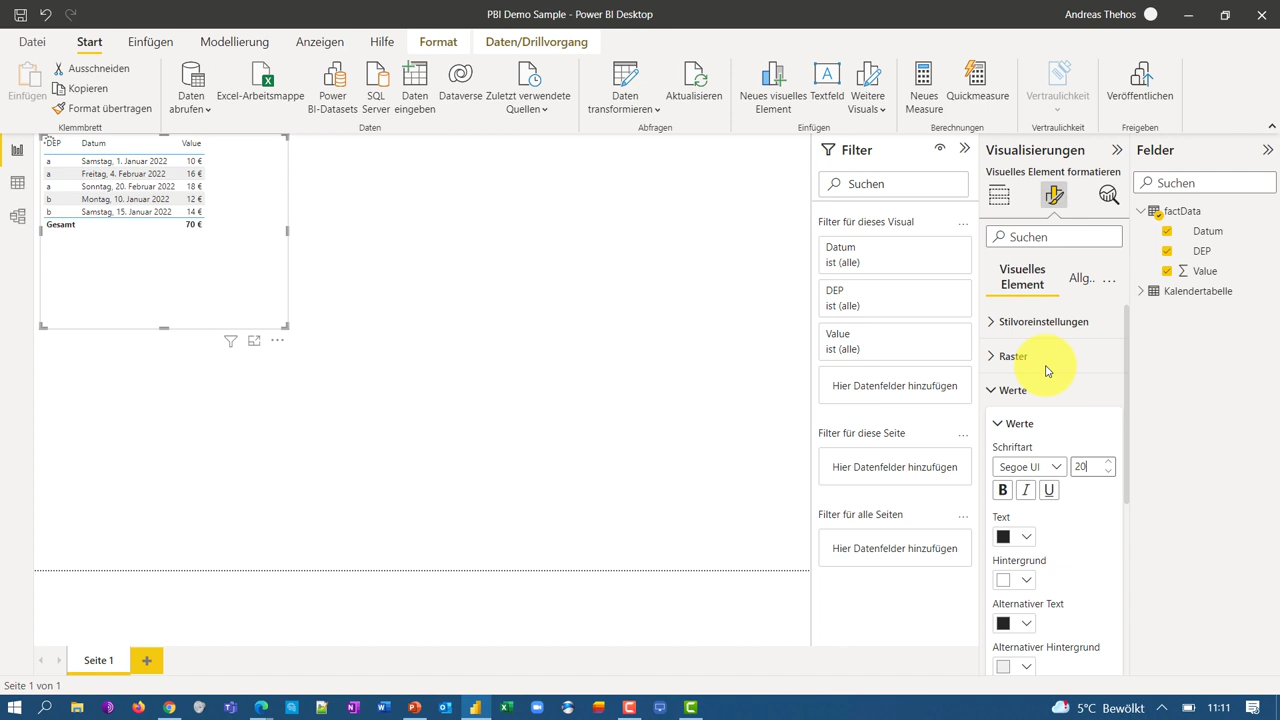 PBI Demo Sample - Power BI Desktop
Andreas Thehos
Datei
Start
Einfügen
Modellierung
Anzeigen
Hilfe
Format
Daten/Drillvorgang
Einfügen
Ausschneiden
Kopieren
Format übertragen
Klemmbrett
Daten
abrufen
Excel-Arbeitsmappe
Power
BI-Datasets
SQL
Server
Daten
eingeben
Dataverse
Zuletzt verwendete
Quellen
Daten
Daten
transformieren
Aktualisieren
Abfragen
Neues visuelles
Element
Textfeld
Weitere
Visuals
Einfügen
Neues
Measure
Quickmeasure
Berechnungen
Vertraulichkeit
Vertraulichkeit
Veröffentlichen
Freigeben
DEP Datum Value
a Samstag, 1. Januar 2022 10 €
a Freitag, 4. Februar 2022 16 €
a Sonntag, 20. Februar 2022 18 €
b Montag, 10. Januar 2022 12 €
b Samstag, 15. Januar 2022 14 €
Gesamt 70 €
Filter
Suchen
Filter für dieses Visual
Datum
ist (alle)
DEP
ist (alle)
Value
ist (alle)
Hier Datenfelder hinzufügen
Filter für diese Seite
Hier Datenfelder hinzufügen
Filter für alle Seiten
Hier Datenfelder hinzufügen
Visualisierungen
Visuelles Element formatieren
Suchen
Visuelles
Element
Allg..
Stilvoreinstellungen
Raster
Werte
Werte
Schriftart
Segoe UI
20
B I U
Text
Hintergrund
Alternativer Text
Alternativer Hintergrund
Felder
Suchen
factData
Datum
DEP
Σ Value
Kalendertabelle
Seite 1
Seite 1 von 1
5°C Bewölkt
11:11